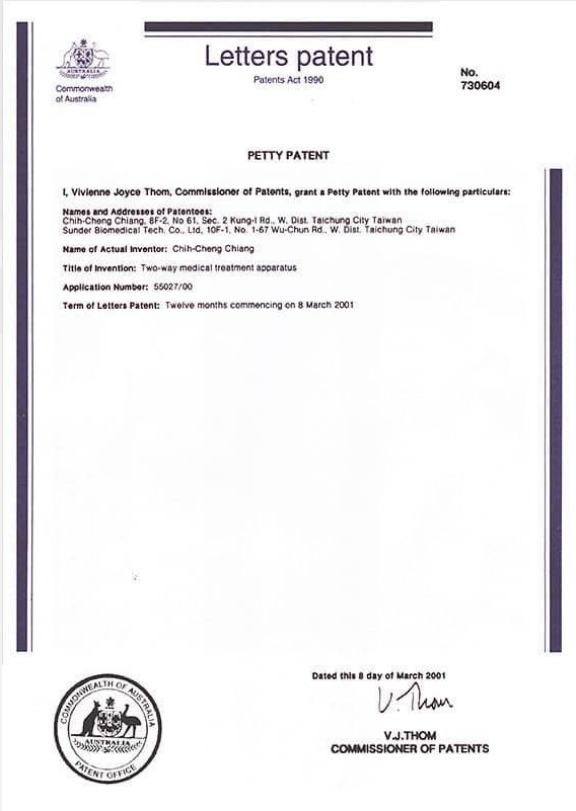 Letters patent
Patents Act 1990
AUSTRALIA
Commonwealth
of Australia
No.
730604
PETTY PATENT
I, Vivienne Joyce Thom, Commissioner of Patents, grant a Petty Patent with the following particulars:
Names and Addresses of Patentees:
Chih-Cheng Chiang, 8F-2, No 61, Sec. 2 Kung-I Rd., W. Dist. Taichung City Taiwan
Sunder Biomedical Tech. Co., Ltd, 10F-1, No. 1-67 Wu-Chun Rd., W. Dist. Taichung City Taiwan
Name of Actual Inventor: Chih-Cheng Chiang
Title of Invention: Two-way medical treatment apparatus
Application Number: 55027/00
Term of Letters Patent: Twelve months commencing on 8 March 2001
Dated this 8 day of March 2001
V. Thom
V.J.THOM
COMMISSIONER OF PATENTS
COMMONWEALTH OF AUSTRALIA
AUSTRALIA
PATENT OFFICE